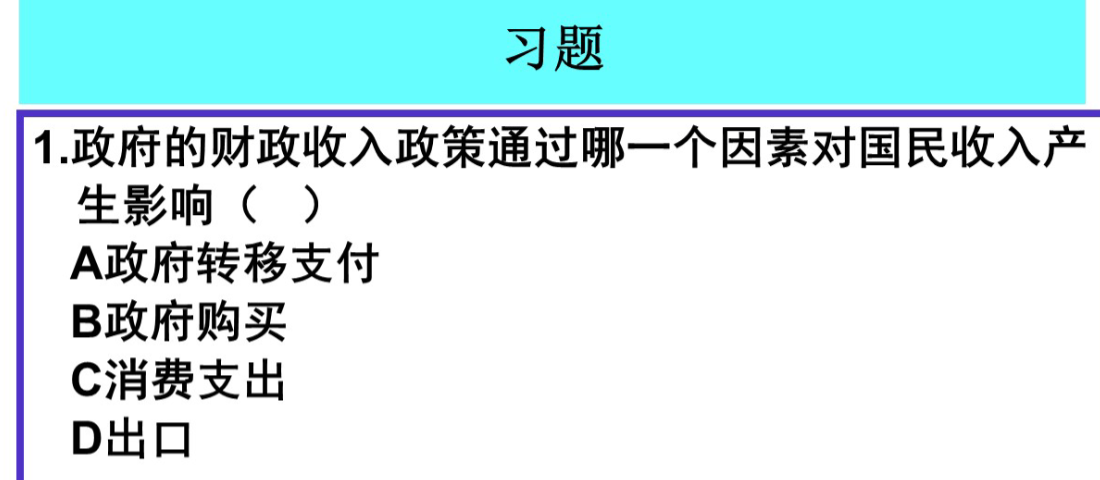 习题
1.政府的财政收入政策通过哪一个因素对国民收入产
生影响（ ）
A政府转移支付
B政府购买
C消费支出
D出口